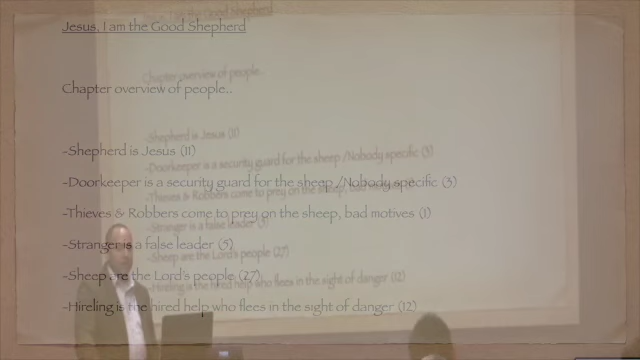 Jesus, I am the Good Shepherd
Chapter overview of people..
-Shepherd is Jesus (11)
-Doorkeeper is a security guard for the sheep /Nobody specific (3)
-Thieves & Robbers come to prey on the sheep, bad motives (1)
-Stranger is a false leader (5)
-Sheep are the Lord's people (27)
-Hireling is the hired help who flees in the sight of danger (12)